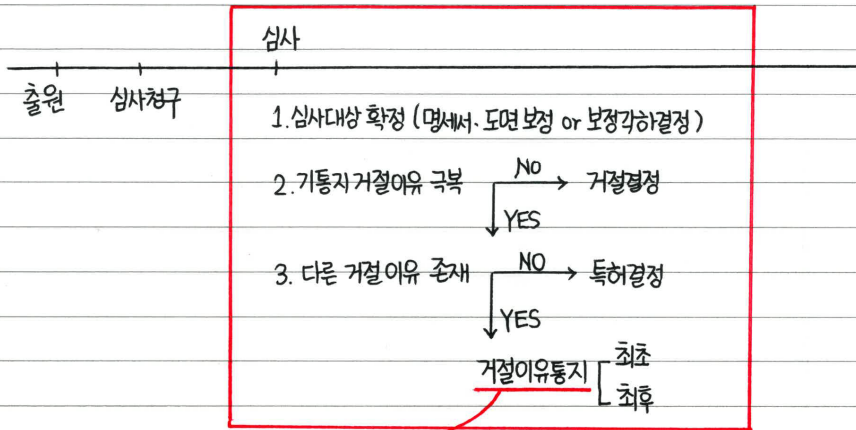 심사
출원 심사청구
1. 심사대상 확정 (명세서·도면 보정 or 보정각하결정)
2. 기통지 거절이유 극복 NO 거절결정
YES
3. 다른 거절이유 존재 NO 특허결정
YES
거절이유통지 최초
최후